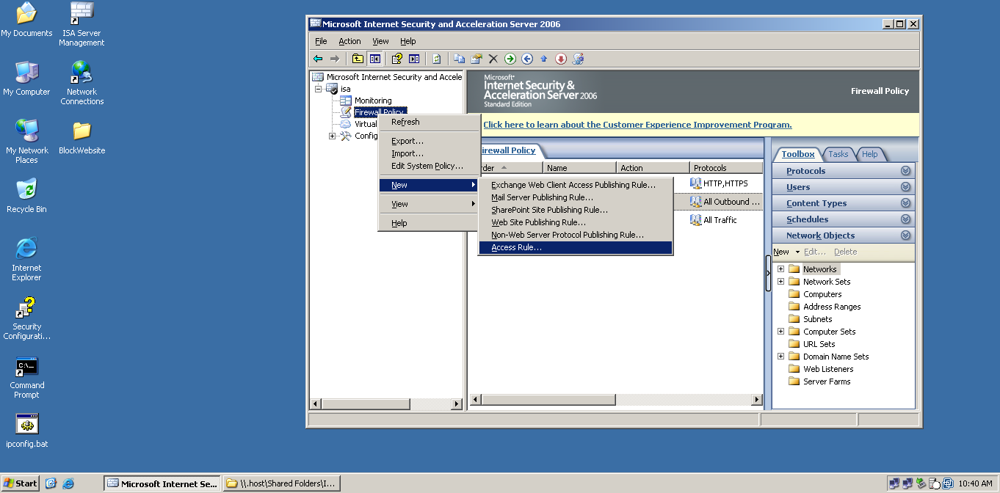 My Documents
ISA Server
Management
My Computer
Network
Connections
My Network
Places
BlockWebsite
Recycle Bin
Internet
Explorer
Security
Configurati...
C:\_
Command
Prompt
ipconfig.bat
Microsoft Internet Security and Acceleration Server 2006
File Action View Help
Microsoft Internet Security and Accele
isa
Monitoring
Firewall Policy
Virtual
Config
Refresh
Export...
Import...
Edit System Policy...
New
View
Help
Exchange Web Client Access Publishing Rule...
Mail Server Publishing Rule...
SharePoint Site Publishing Rule...
Web Site Publishing Rule...
Non-Web Server Protocol Publishing Rule...
Access Rule...
Microsoft
Internet Security &
Acceleration Server 2006
Standard Edition
Firewall Policy
Click here to learn about the Customer Experience Improvement Program.
irewall Policy
der Name Action Protocols
HTTP,HTTPS
All Outbound ...
All Traffic
Toolbox Tasks Help
Protocols
Users
Content Types
Schedules
Network Objects
New Edit... Delete
Networks
Network Sets
Computers
Address Ranges
Subnets
Computer Sets
URL Sets
Domain Name Sets
Web Listeners
Server Farms
Start Microsoft Internet Se... \\.host\Shared Folders\I... 10:40 AM